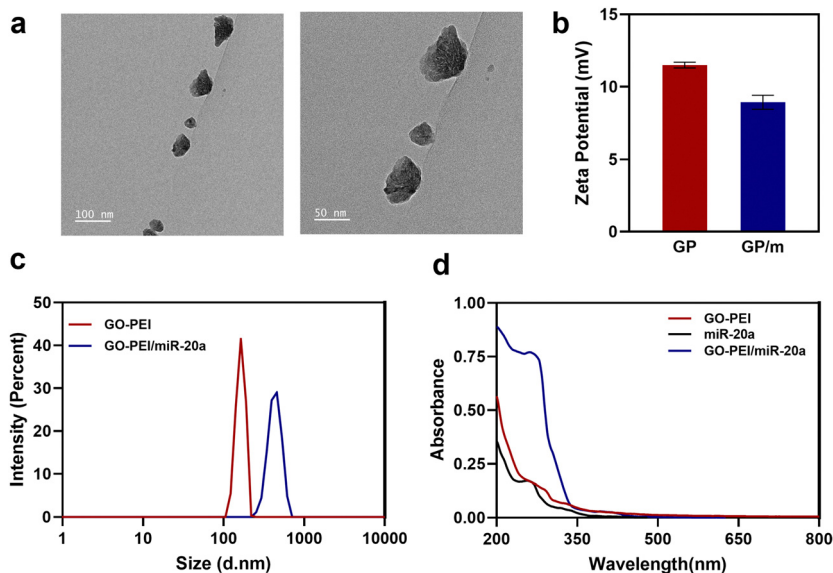 a
100 nm
50 nm
b
Zeta Potential (mV)
15
10
5
0
GP
GP/m
c
Intensity (Percent)
50
40
30
20
10
0
GO-PEI
GO-PEI/miR-20a
1
10
100
1000
10000
Size (d.nm)
d
Absorbance
1.00
0.75
0.50
0.25
0.00
GO-PEI
miR-20a
GO-PEI/miR-20a
200
350
500
650
800
Wavelength(nm)